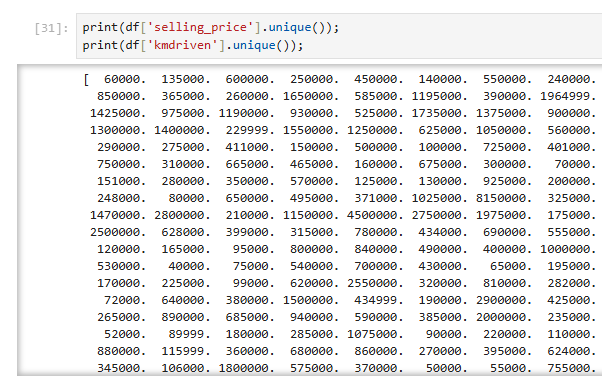 [31]: print(df['selling_price'].unique());
print(df['kmdriven'].unique());
[ 60000. 135000. 600000. 250000. 450000. 140000. 550000. 240000.
850000. 365000. 260000. 1650000. 585000. 1195000. 390000. 1964999.
1425000. 975000. 1190000. 930000. 525000. 1735000. 1375000. 900000.
1300000. 1400000. 229999. 1550000. 1250000. 625000. 1050000. 560000.
290000. 275000. 411000. 150000. 500000. 100000. 725000. 401000.
750000. 310000. 665000. 465000. 160000. 675000. 300000. 70000.
151000. 280000. 350000. 570000. 125000. 130000. 925000. 200000.
248000. 80000. 650000. 495000. 371000. 1025000. 8150000. 325000.
1470000. 2800000. 210000. 1150000. 4500000. 2750000. 1975000. 175000.
2500000. 628000. 399000. 315000. 780000. 434000. 690000. 555000.
120000. 165000. 95000. 800000. 840000. 490000. 400000. 1000000.
530000. 40000. 75000. 540000. 700000. 430000. 65000. 195000.
170000. 225000. 99000. 620000. 2550000. 320000. 810000. 282000.
72000. 640000. 380000. 1500000. 434999. 190000. 2900000. 425000.
265000. 890000. 685000. 940000. 590000. 385000. 2000000. 235000.
52000. 89999. 180000. 285000. 1075000. 90000. 220000. 110000.
880000. 115999. 360000. 680000. 860000. 270000. 395000. 624000.
345000. 106000. 1800000. 575000. 370000. 50000. 55000. 755000.